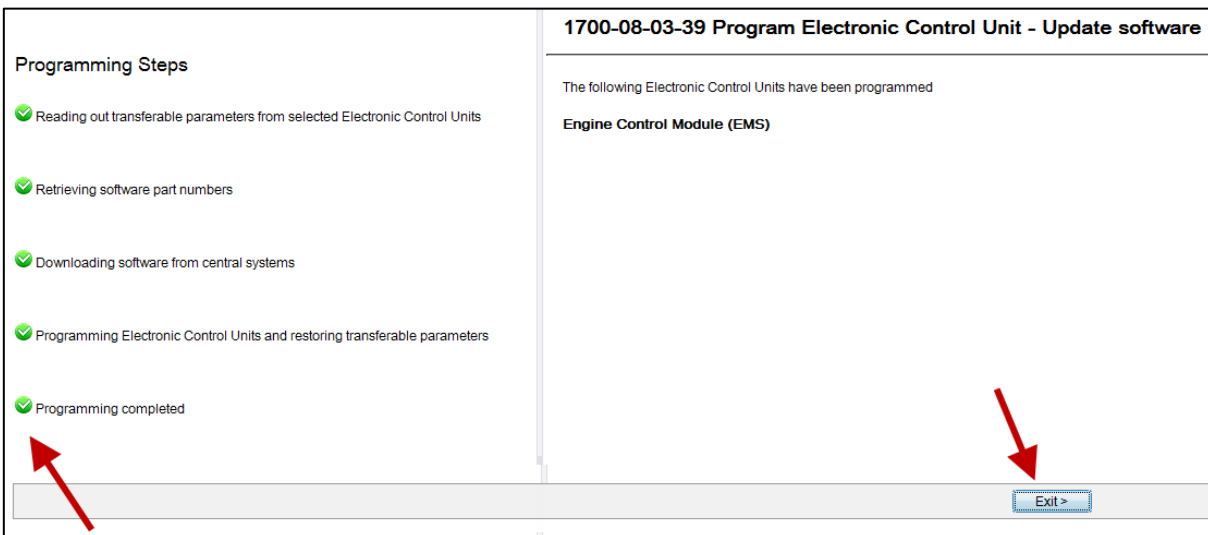 1700-08-03-39 Program Electronic Control Unit - Update software
Programming Steps
Reading out transferable parameters from selected Electronic Control Units
Retrieving software part numbers
Downloading software from central systems
Programming Electronic Control Units and restoring transferable parameters
Programming completed
The following Electronic Control Units have been programmed
Engine Control Module (EMS)
Exit >